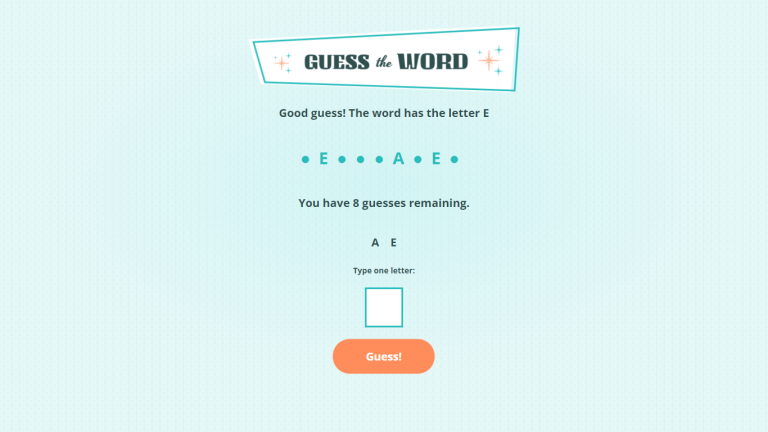 GUESS the WORD
Good guess! The word has the letter E
● E ● ● ● A ● E ●
You have 8 guesses remaining.
A E
Type one letter:
Guess!